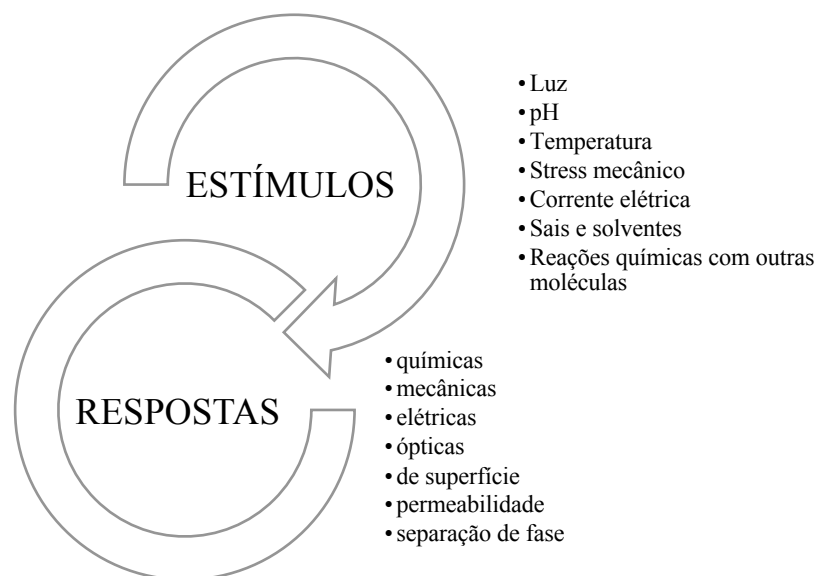 ESTÍMULOS
• Luz
• pH
• Temperatura
• Stress mecânico
• Corrente elétrica
• Sais e solventes
• Reações químicas com outras
moléculas
RESPOSTAS
• químicas
• mecânicas
• elétricas
• ópticas
• de superfície
• permeabilidade
• separação de fase